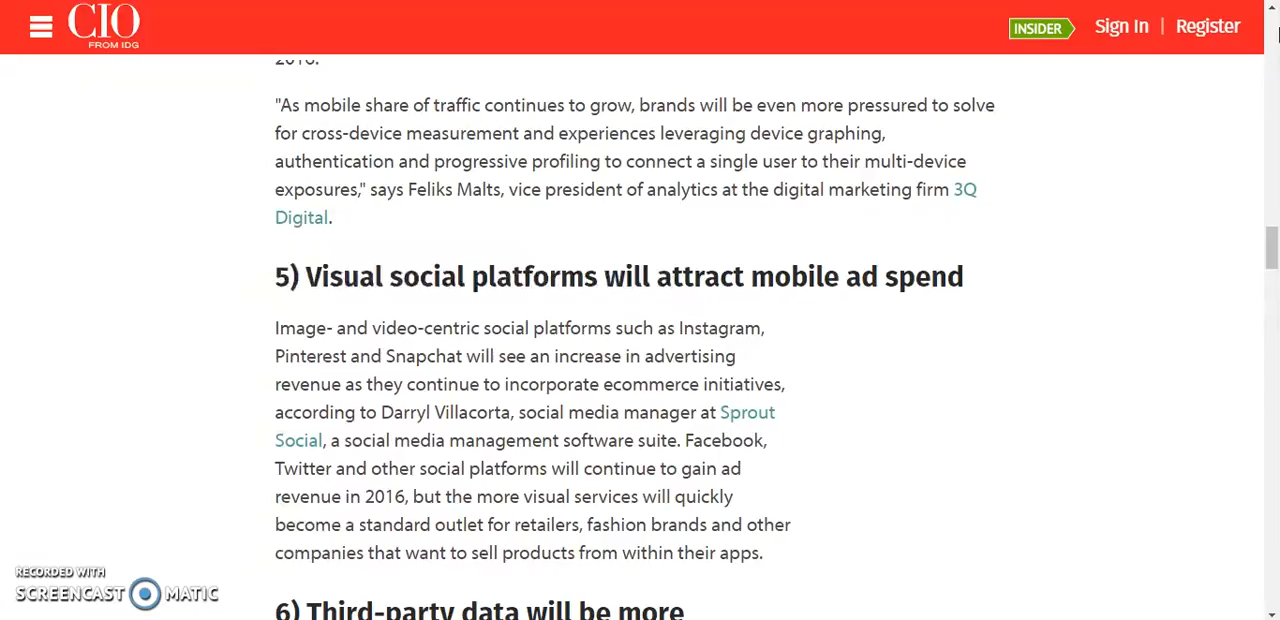 CIO
FROM IDG
INSIDER
Sign In | Register
2016.
"As mobile share of traffic continues to grow, brands will be even more pressured to solve
for cross-device measurement and experiences leveraging device graphing,
authentication and progressive profiling to connect a single user to their multi-device
exposures," says Feliks Malts, vice president of analytics at the digital marketing firm 3Q
Digital.
5) Visual social platforms will attract mobile ad spend
Image- and video-centric social platforms such as Instagram,
Pinterest and Snapchat will see an increase in advertising
revenue as they continue to incorporate ecommerce initiatives,
according to Darryl Villacorta, social media manager at Sprout
Social, a social media management software suite. Facebook,
Twitter and other social platforms will continue to gain ad
revenue in 2016, but the more visual services will quickly
become a standard outlet for retailers, fashion brands and other
companies that want to sell products from within their apps.
RECORDED WITH
SCREENCAST MATIC
6) Third-party data will be more